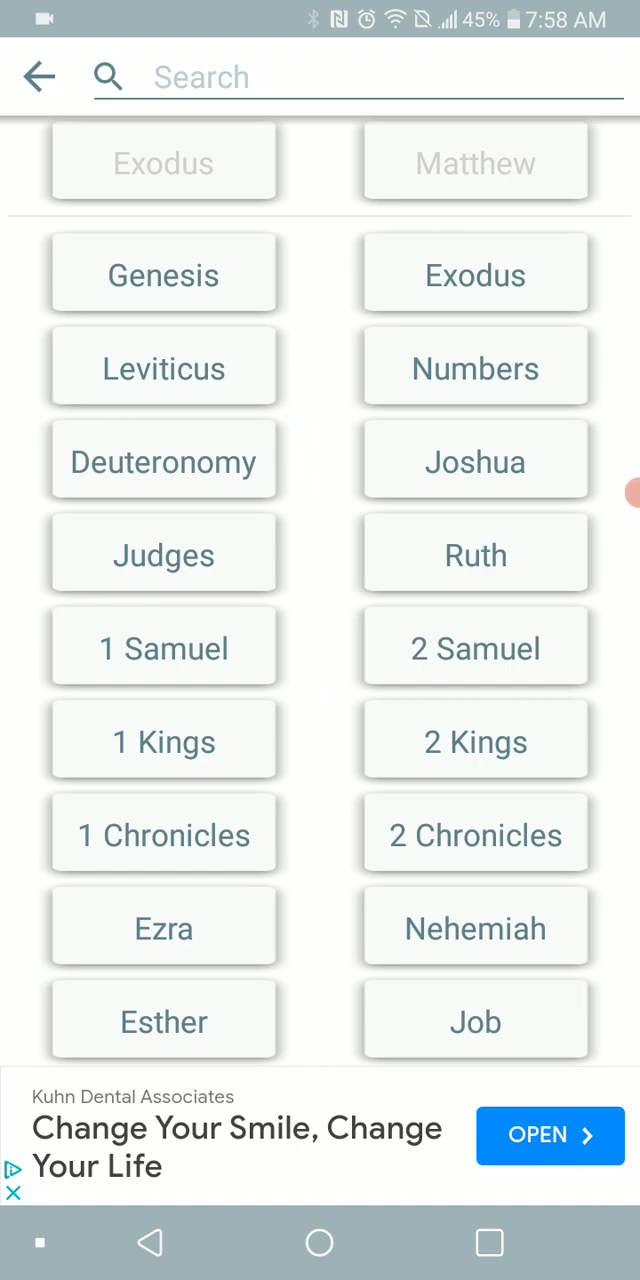 45% 7:58 AM
Search
Exodus Matthew
Genesis Exodus
Leviticus Numbers
Deuteronomy Joshua
Judges Ruth
1 Samuel 2 Samuel
1 Kings 2 Kings
1 Chronicles 2 Chronicles
Ezra Nehemiah
Esther Job
Kuhn Dental Associates
Change Your Smile, Change
Your Life
OPEN